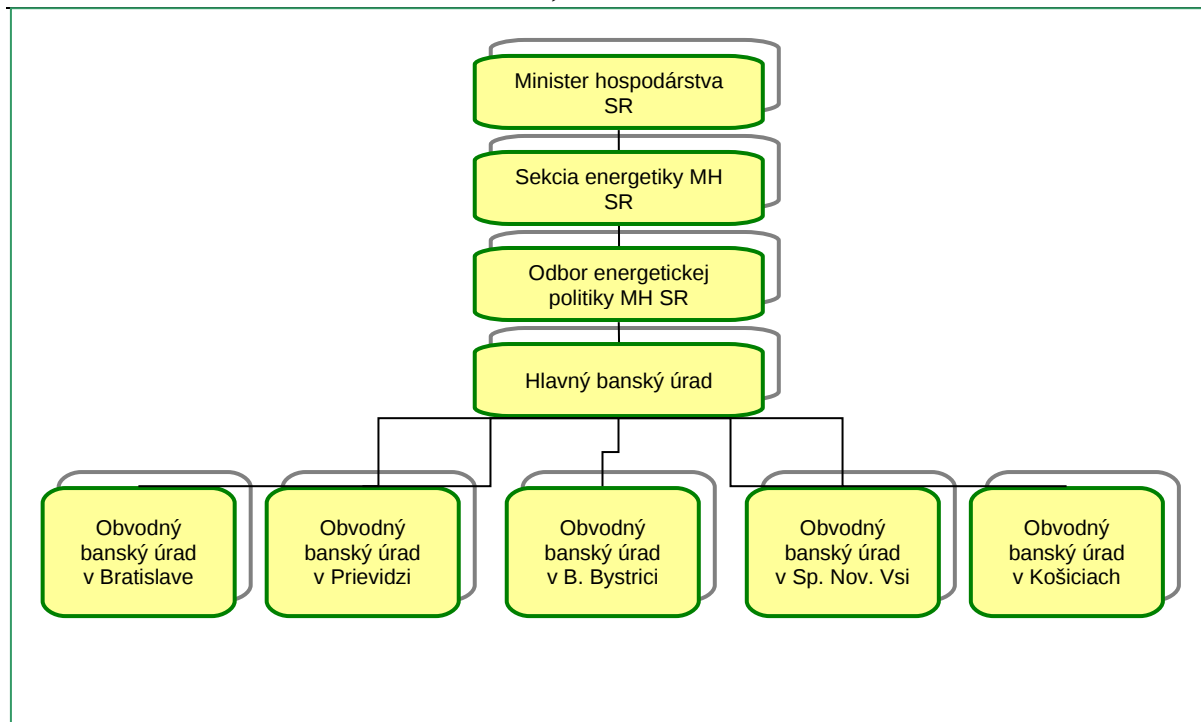 Minister hospodárstva
SR
Sekcia energetiky MH
SR
Odbor energetickej
politiky MH SR
Hlavný banský úrad
Obvodný
banský úrad
v Bratislave
Obvodný
banský úrad
v Prievidzi
Obvodný
banský úrad
v B. Bystrici
Obvodný
banský úrad
v Sp. Nov. Vsi
Obvodný
banský úrad
v Košiciach